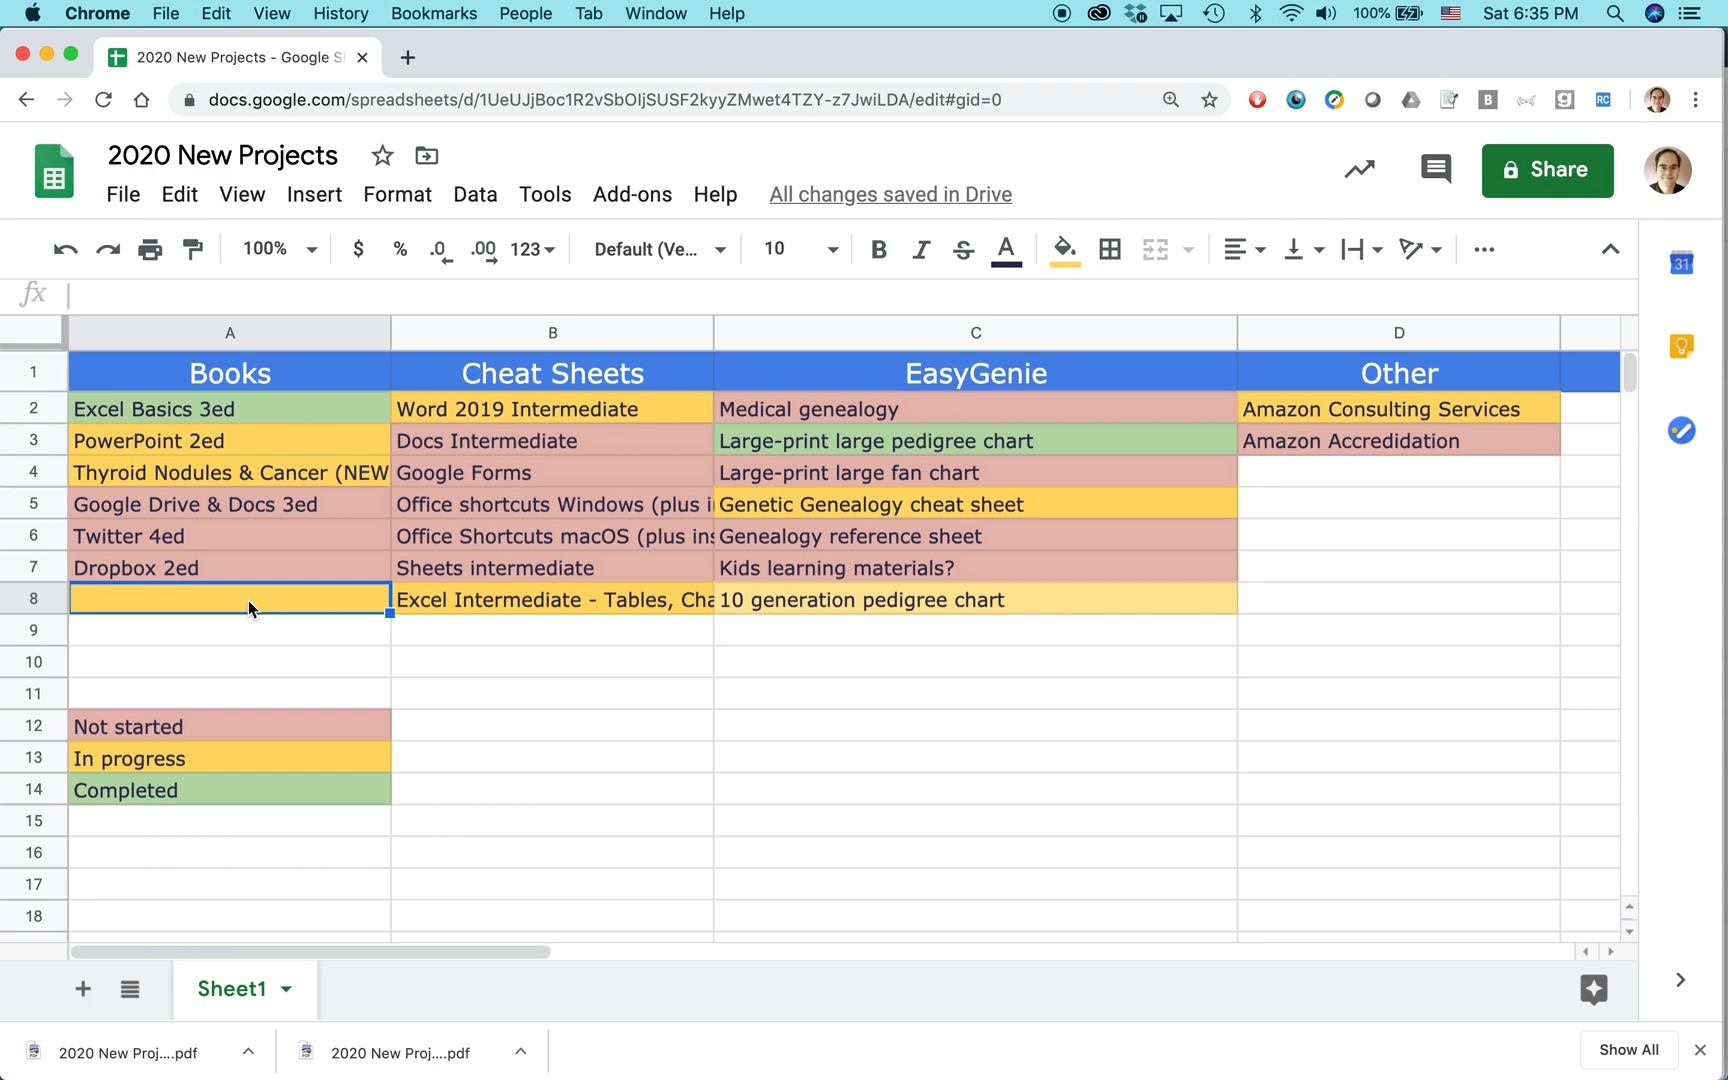 Chrome File Edit View History Bookmarks People Tab Window Help 100% Sat 6:35 PM
2020 New Projects - Google S
docs.google.com/spreadsheets/d/1UeUJjBoc1R2vSbOIjSUSF2kyyZMwet4TZY-z7JwiLDA/edit#gid=0
2020 New Projects
File Edit View Insert Format Data Tools Add-ons Help All changes saved in Drive
Share
100% $ % .0 .00 123 Default (Ve... 10 B I S A
31
fx
A B C D
1 Books Cheat Sheets EasyGenie Other
2 Excel Basics 3ed Word 2019 Intermediate Medical genealogy Amazon Consulting Services
3 PowerPoint 2ed Docs Intermediate Large-print large pedigree chart Amazon Accredidation
4 Thyroid Nodules & Cancer (NEW Google Forms Large-print large fan chart
5 Google Drive & Docs 3ed Office shortcuts Windows (plus i Genetic Genealogy cheat sheet
6 Twitter 4ed Office Shortcuts macOS (plus ins Genealogy reference sheet
7 Dropbox 2ed Sheets intermediate Kids learning materials?
8 Excel Intermediate - Tables, Cha 10 generation pedigree chart
9
10
11
12 Not started
13 In progress
14 Completed
15
16
17
18
Sheet1
2020 New Proj....pdf 2020 New Proj....pdf Show All